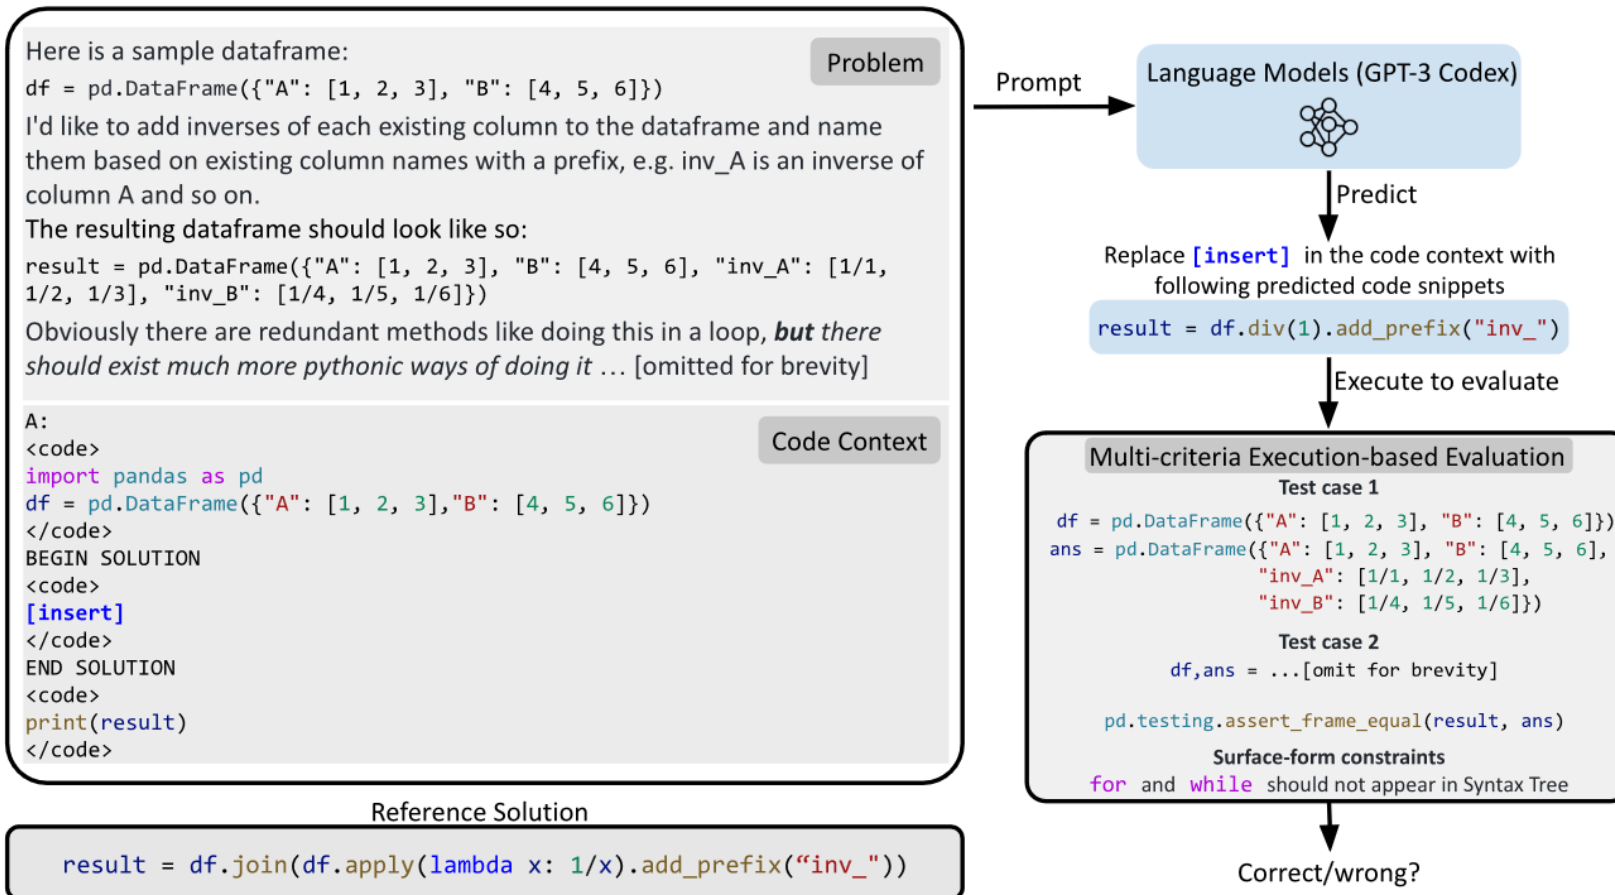 Problem
Here is a sample dataframe:
df = pd.DataFrame({"A": [1, 2, 3], "B": [4, 5, 6]})
I'd like to add inverses of each existing column to the dataframe and name
them based on existing column names with a prefix, e.g. inv_A is an inverse of
column A and so on.
The resulting dataframe should look like so:
result = pd.DataFrame({"A": [1, 2, 3], "B": [4, 5, 6], "inv_A": [1/1,
1/2, 1/3], "inv_B": [1/4, 1/5, 1/6]})
Obviously there are redundant methods like doing this in a loop, but there
should exist much more pythonic ways of doing it … [omitted for brevity]
Code Context
A:
<code>
import pandas as pd
df = pd.DataFrame({"A": [1, 2, 3],"B": [4, 5, 6]})
</code>
BEGIN SOLUTION
<code>
[insert]
</code>
END SOLUTION
<code>
print(result)
</code>
Reference Solution
result = df.join(df.apply(lambda x: 1/x).add_prefix(“inv_"))
Prompt
Language Models (GPT-3 Codex)
Predict
Replace [insert] in the code context with
following predicted code snippets
result = df.div(1).add_prefix("inv_")
Execute to evaluate
Multi-criteria Execution-based Evaluation
Test case 1
df = pd.DataFrame({"A": [1, 2, 3], "B": [4, 5, 6]})
ans = pd.DataFrame({"A": [1, 2, 3], "B": [4, 5, 6],
"inv_A": [1/1, 1/2, 1/3],
"inv_B": [1/4, 1/5, 1/6]})
Test case 2
df,ans = ...[omit for brevity]
pd.testing.assert_frame_equal(result, ans)
Surface-form constraints
for and while should not appear in Syntax Tree
Correct/wrong?